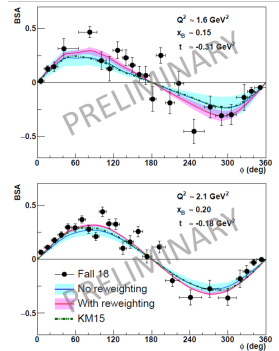 BSA
Q² ~ 1.6 GeV²
x_B ~ 0.15
t ~ -0.31 GeV²
0.5
0
-0.5
PRELIMINARY
0 60 120 180 240 300 360
ϕ (deg)
BSA
Q² ~ 2.1 GeV²
x_B ~ 0.20
t ~ -0.18 GeV²
0.5
0
-0.5
PRELIMINARY
Fall 18
No reweighting
With reweighting
KM15
0 60 120 180 240 300 360
ϕ (deg)